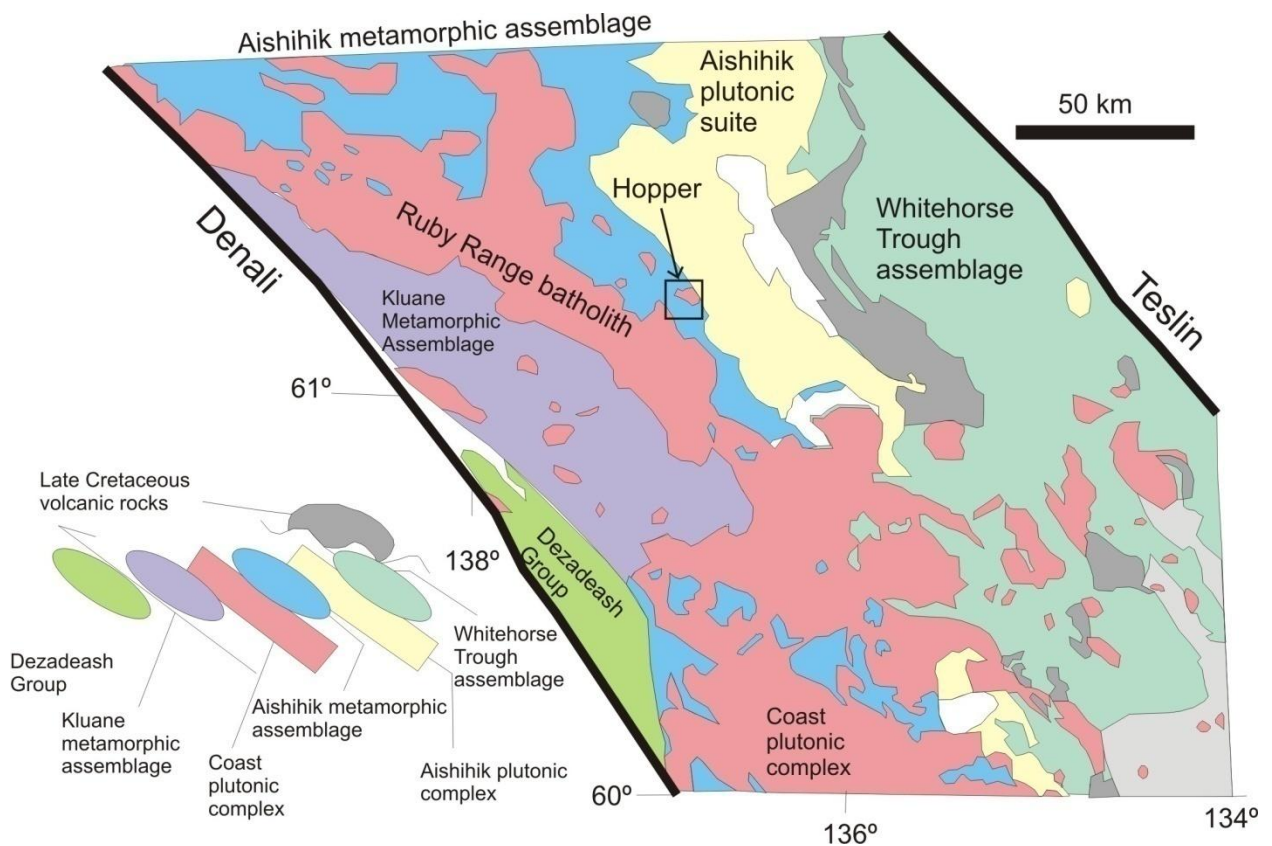 Aishihik metamorphic assemblage
Aishihik
plutonic
suite
50 km
Hopper
Whitehorse
Trough
assemblage
Denali
Ruby Range batholith
Teslin
Kluane
Metamorphic
Assemblage
61º
Late Cretaceous
volcanic rocks
138º
Dezadeash
Group
Dezadeash
Group
Kluane
metamorphic
assemblage
Coast
plutonic
complex
Aishihik metamorphic
assemblage
Whitehorse
Trough
assemblage
Aishihik plutonic
complex
Coast
plutonic
complex
60º
136º
134º